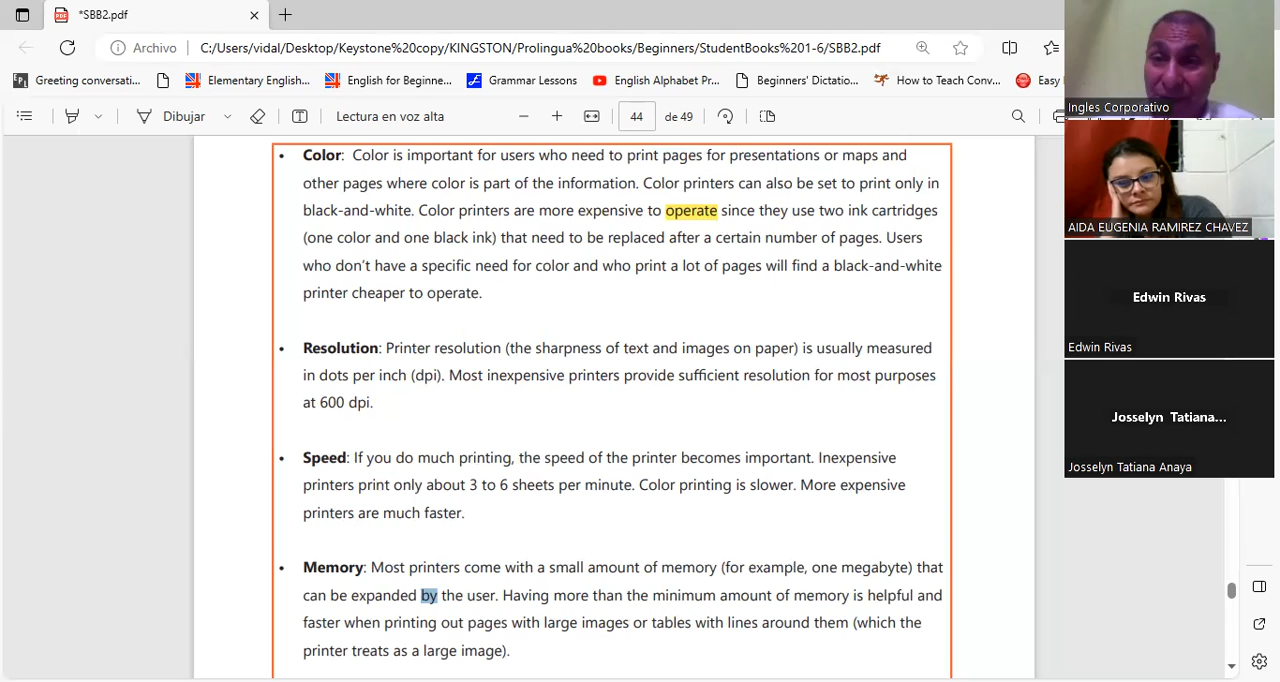 *SBB2.pdf
Archivo
C:/Users/vidal/Desktop/Keystone%20copy/KINGSTON/Prolingua%20books/Beginners/StudentBooks%201-6/SBB2.pdf
Greeting conversati... Elementary English... English for Beginne... Grammar Lessons English Alphabet Pr... Beginners' Dictatio... How to Teach Conv... Easy
Dibujar Lectura en voz alta 44 de 49
• Color: Color is important for users who need to print pages for presentations or maps and
other pages where color is part of the information. Color printers can also be set to print only in
black-and-white. Color printers are more expensive to operate since they use two ink cartridges
(one color and one black ink) that need to be replaced after a certain number of pages. Users
who don't have a specific need for color and who print a lot of pages will find a black-and-white
printer cheaper to operate.
• Resolution: Printer resolution (the sharpness of text and images on paper) is usually measured
in dots per inch (dpi). Most inexpensive printers provide sufficient resolution for most purposes
at 600 dpi.
• Speed: If you do much printing, the speed of the printer becomes important. Inexpensive
printers print only about 3 to 6 sheets per minute. Color printing is slower. More expensive
printers are much faster.
• Memory: Most printers come with a small amount of memory (for example, one megabyte) that
can be expanded by the user. Having more than the minimum amount of memory is helpful and
faster when printing out pages with large images or tables with lines around them (which the
printer treats as a large image).
Ingles Corporativo
AIDA EUGENIA RAMIREZ CHAVEZ
Edwin Rivas
Edwin Rivas
Josselyn Tatiana...
Josselyn Tatiana Anaya